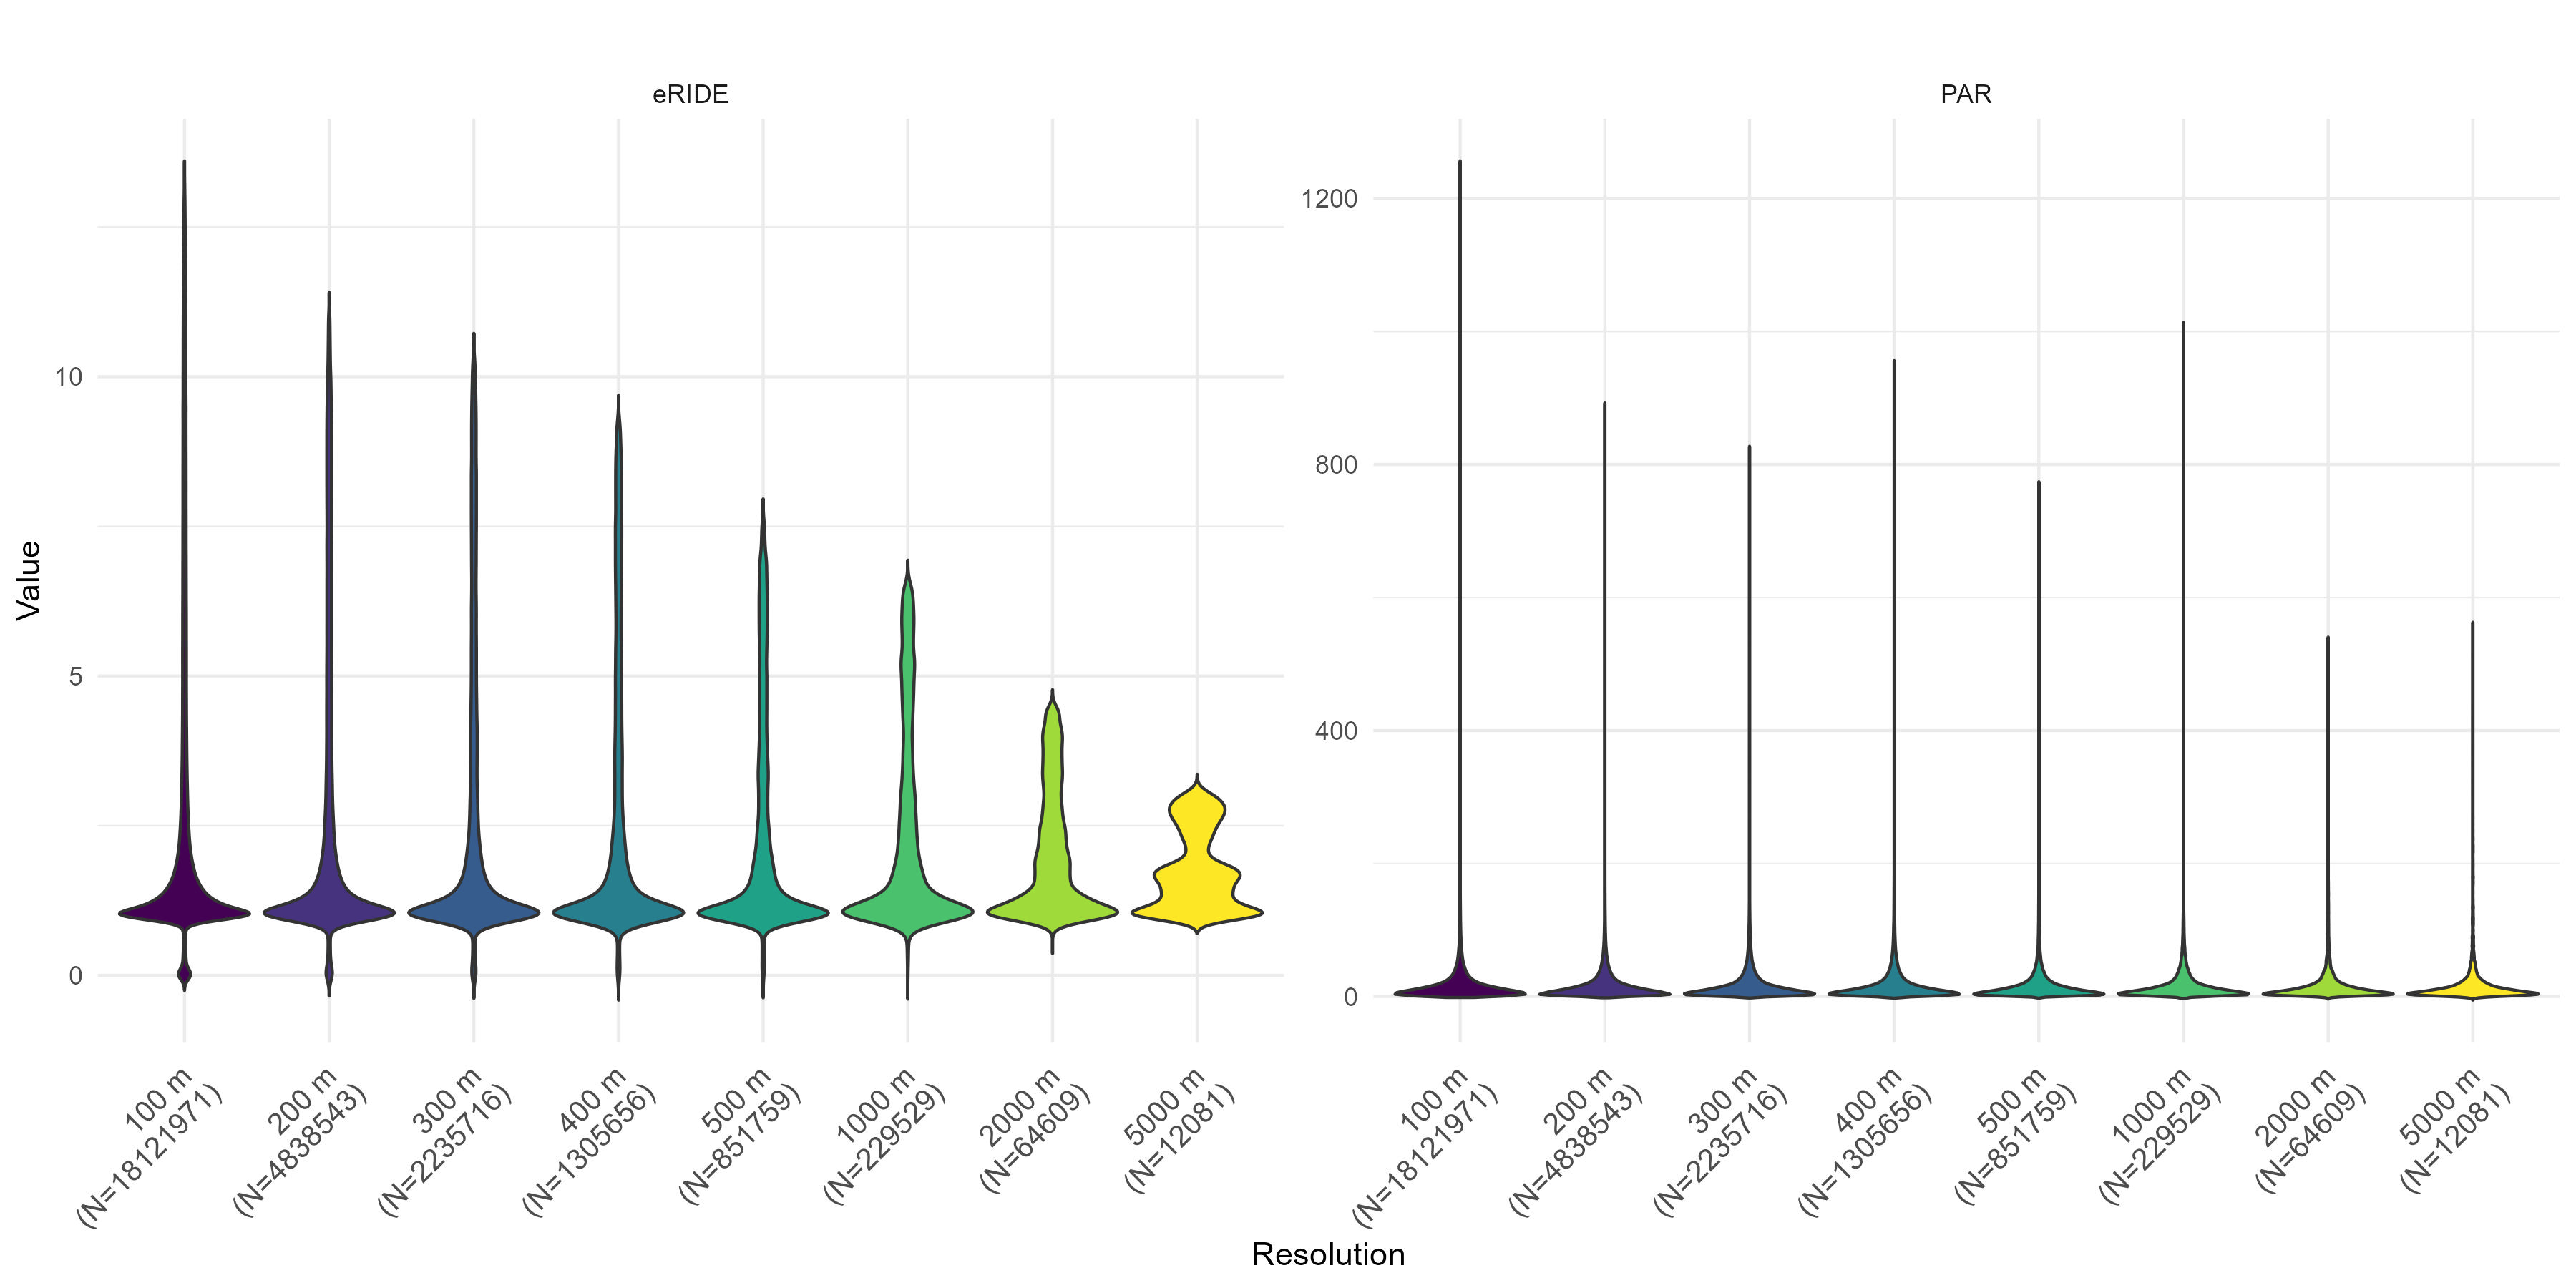 eRIDE
PAR
Value
10
5
0
1200
800
400
0
100 m
(N=18121971)
200 m
(N=4838543)
300 m
(N=2235716)
400 m
(N=1305656)
500 m
(N=851759)
1000 m
(N=229529)
2000 m
(N=64609)
5000 m
(N=12081)
100 m
(N=18121971)
200 m
(N=4838543)
300 m
(N=2235716)
400 m
(N=1305656)
500 m
(N=851759)
1000 m
(N=229529)
2000 m
(N=64609)
5000 m
(N=12081)
Resolution